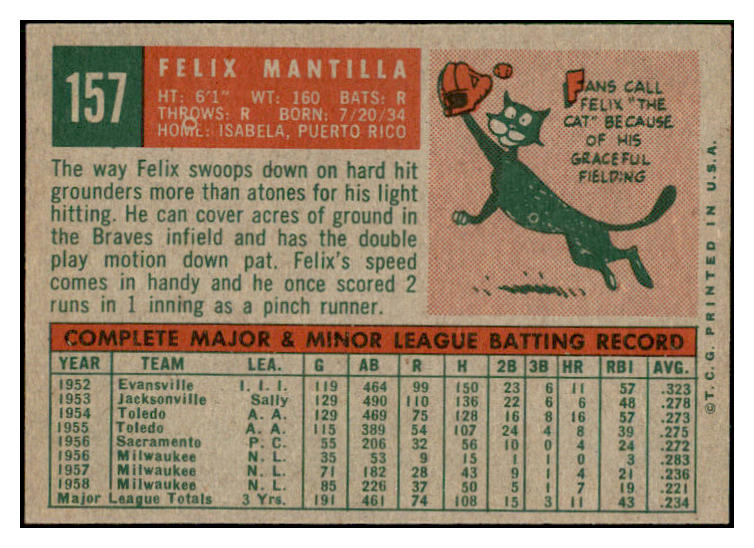 157
FELIX MANTILLA
HT: 6'1" WT: 160 BATS: R
THROWS: R BORN: 7/20/34
HOME: ISABELA, PUERTO RICO
The way Felix swoops down on hard hit
grounders more than atones for his light
hitting. He can cover acres of ground in
the Braves infield and has the double
play motion down pat. Felix's speed
comes in handy and he once scored 2
runs in 1 inning as a pinch runner.
FANS CALL
FELIX "THE
CAT" BECAUSE
OF HIS
GRACEFUL
FIELDING
COMPLETE MAJOR & MINOR LEAGUE BATTING RECORD
YEAR TEAM LEA. G AB R H 2B 3B HR RBI AVG.
1952 Evansville I. I. I. 119 464 99 150 23 6 11 57 .323
1953 Jacksonville Sally 129 490 110 136 22 6 6 48 .278
1954 Toledo A. A. 129 469 75 128 16 8 16 57 .273
1955 Toledo A. A. 115 389 54 107 24 4 8 39 .275
1956 Sacramento P. C. 55 206 32 56 10 0 4 24 .272
1956 Milwaukee N. L. 35 53 9 15 1 1 0 3 .283
1957 Milwaukee N. L. 71 182 28 43 9 1 4 21 .236
1958 Milwaukee N. L. 85 226 37 50 5 1 7 19 .221
Major League Totals 3 Yrs. 191 461 74 108 15 3 11 43 .234
©T.C.G. PRINTED IN U.S.A.